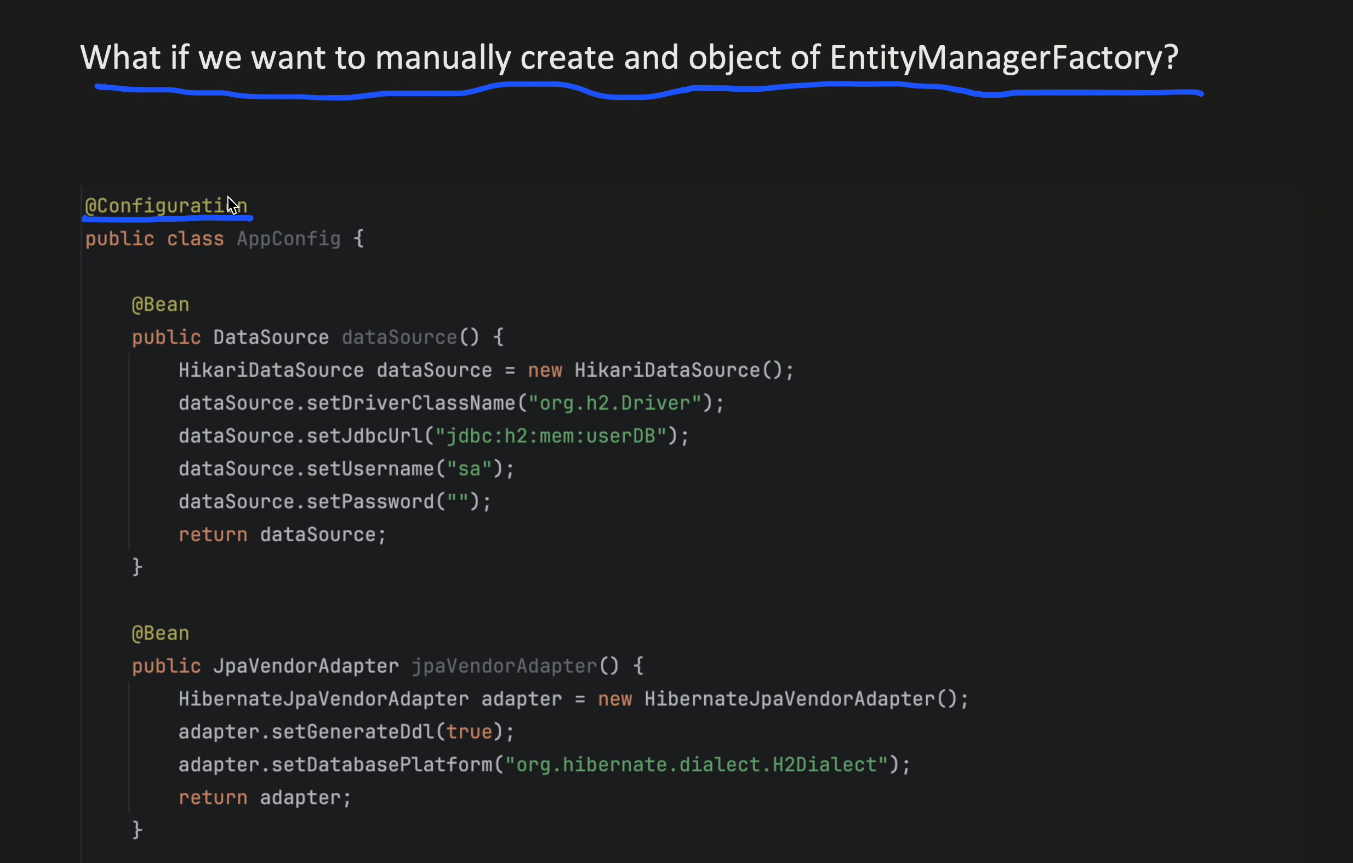 What if we want to manually create and object of EntityManagerFactory?
@Configuration
public class AppConfig {
@Bean
public DataSource dataSource() {
HikariDataSource dataSource = new HikariDataSource();
dataSource.setDriverClassName("org.h2.Driver");
dataSource.setJdbcUrl("jdbc:h2:mem:userDB");
dataSource.setUsername("sa");
dataSource.setPassword("");
return dataSource;
}
@Bean
public JpaVendorAdapter jpaVendorAdapter() {
HibernateJpaVendorAdapter adapter = new HibernateJpaVendorAdapter();
adapter.setGenerateDdl(true);
adapter.setDatabasePlatform("org.hibernate.dialect.H2Dialect");
return adapter;
}